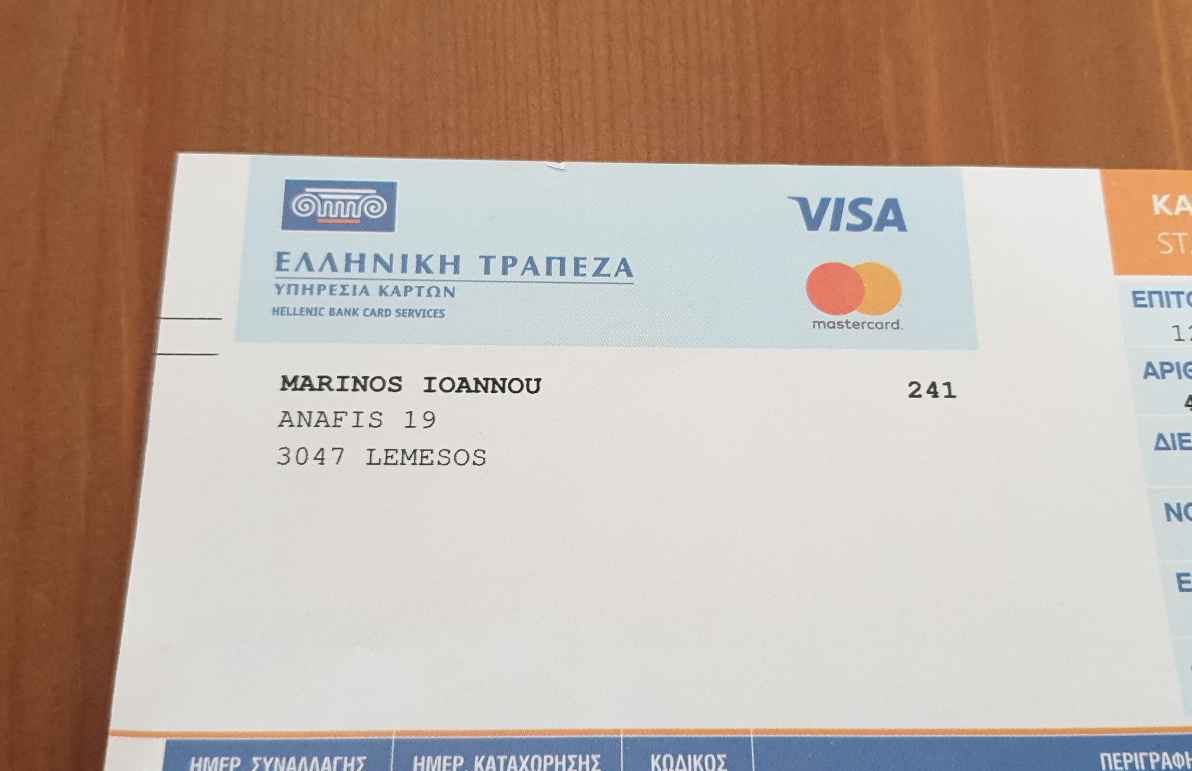 VISA
ΕΛΛΗΝΙΚΗ ΤΡΑΠΕΖΑ
ΥΠΗΡΕΣΙΑ ΚΑΡΤΩΝ
HELLENIC BANK CARD SERVICES
mastercard.
MARINOS IOANNOU 241
ANAFIS 19
3047 LEMESOS
ΗΜΕΡ. ΣΥΝΑΛΛΑΓΗΣ ΗΜΕΡ. ΚΑΤΑΧΩΡΗΣΗΣ ΚΩΔΙΚΟΣ